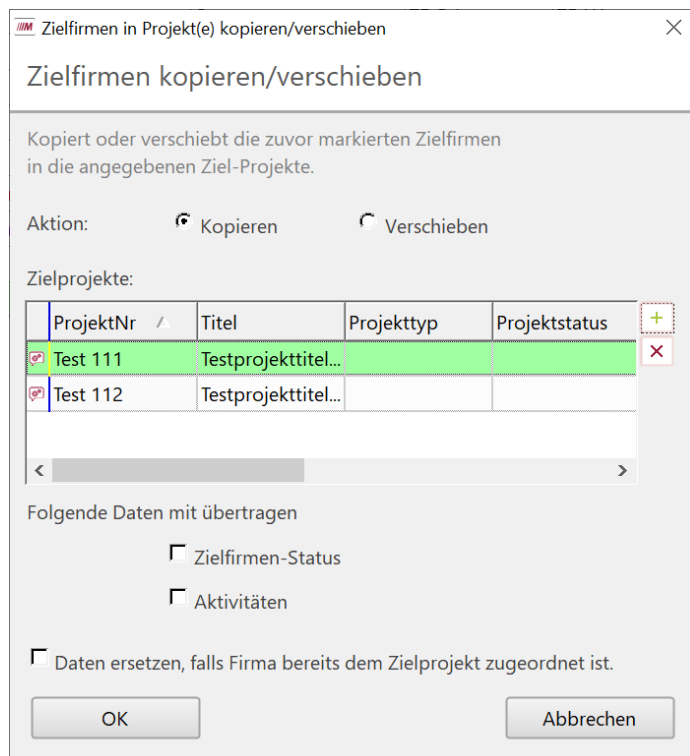 Zielfirmen in Projekt(e) kopieren/verschieben
Zielfirmen kopieren/verschieben
Kopiert oder verschiebt die zuvor markierten Zielfirmen
in die angegebenen Ziel-Projekte.
Aktion: Kopieren Verschieben
Zielprojekte:
ProjektNr Titel Projekttyp Projektstatus
Test 111 Testprojekttitel...
Test 112 Testprojekttitel...
Folgende Daten mit übertragen
Zielfirmen-Status
Aktivitäten
Daten ersetzen, falls Firma bereits dem Zielprojekt zugeordnet ist.
OK Abbrechen